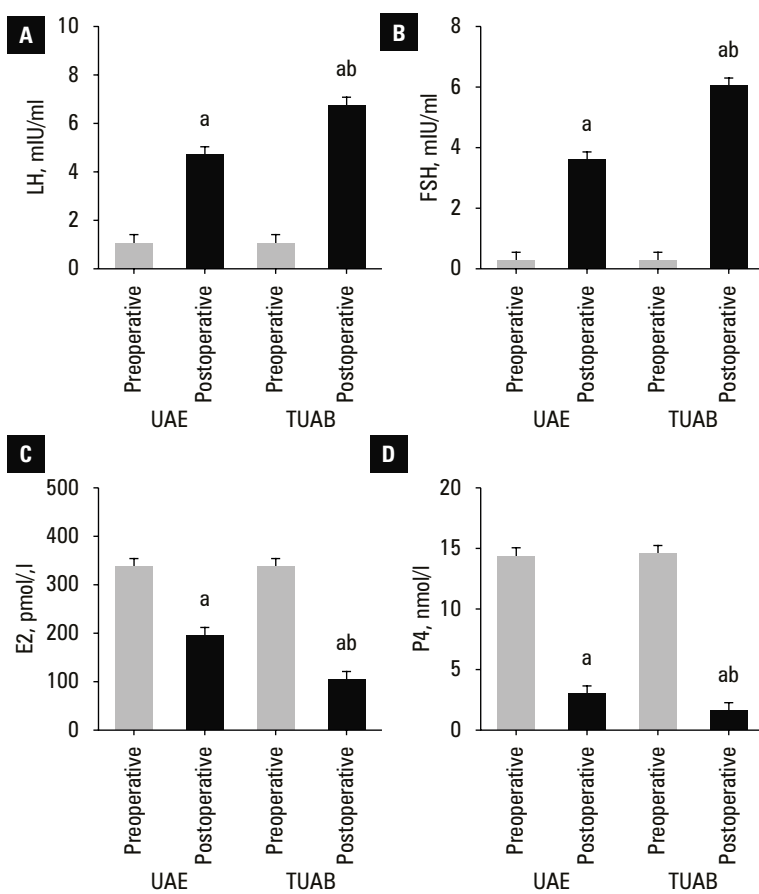 A
LH, mIU/ml
10
8
6
4
2
0
a
ab
Preoperative
Postoperative
Preoperative
Postoperative
UAE
TUAB
B
FSH, mIU/ml
8
6
4
2
0
a
ab
Preoperative
Postoperative
Preoperative
Postoperative
UAE
TUAB
C
E2, pmol/,l
500
400
300
200
100
0
a
ab
Preoperative
Postoperative
Preoperative
Postoperative
UAE
TUAB
D
P4, nmol/l
20
15
10
5
0
a
ab
Preoperative
Postoperative
Preoperative
Postoperative
UAE
TUAB